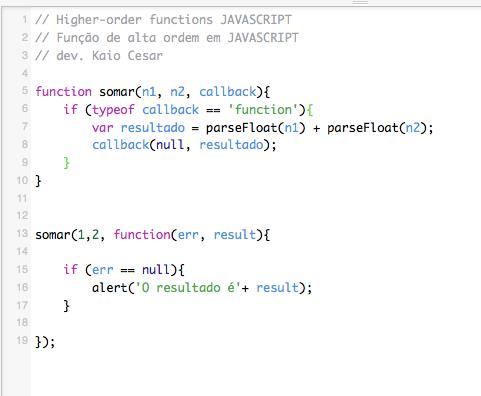 1 // Higher-order functions JAVASCRIPT
2 // Função de alta ordem em JAVASCRIPT
3 // dev. Kaio Cesar
4
5 function somar(n1, n2, callback){
6     if (typeof callback == 'function'){
7         var resultado = parseFloat(n1) + parseFloat(n2);
8         callback(null, resultado);
9     }
10 }
11
12
13 somar(1,2, function(err, result){
14
15     if (err == null){
16         alert('O resultado é'+ result);
17     }
18
19 });